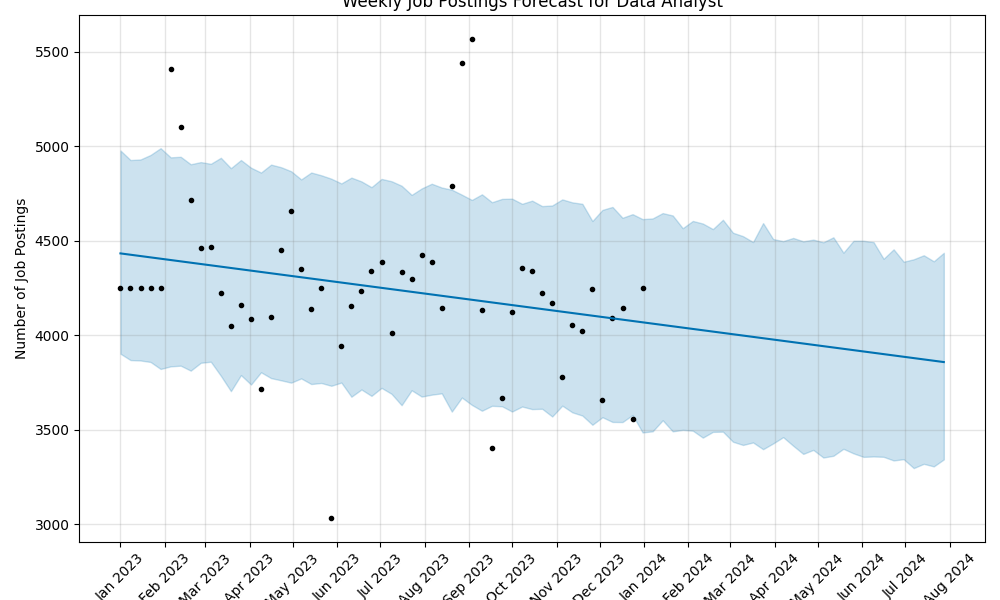 Weekly Job Postings Forecast for Data Analyst
Number of Job Postings
5500
5000
4500
4000
3500
3000
Jan 2023
Feb 2023
Mar 2023
Apr 2023
May 2023
Jun 2023
Jul 2023
Aug 2023
Sep 2023
Oct 2023
Nov 2023
Dec 2023
Jan 2024
Feb 2024
Mar 2024
Apr 2024
May 2024
Jun 2024
Jul 2024
Aug 2024